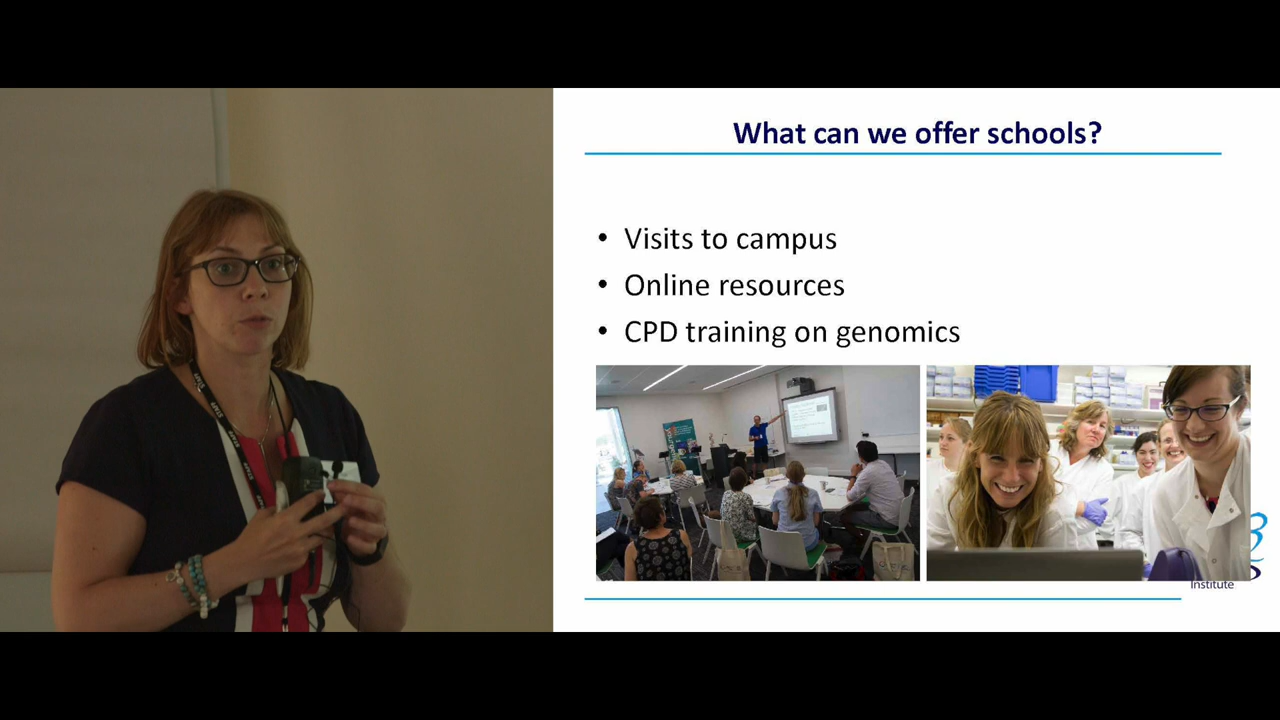 What can we offer schools?
• Visits to campus
• Online resources
• CPD training on genomics
Institute